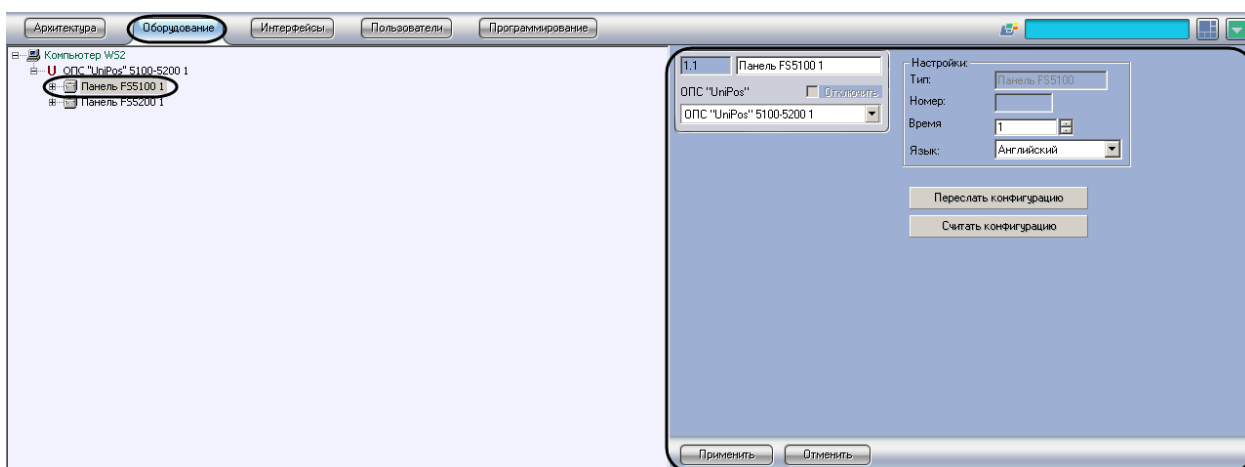 Архитектура Оборудование Интерфейсы Пользователи Программирование
Компьютер WS2
U ОПС "UniPos" 5100-5200 1
Панель FS5100 1
Панель FS5200 1
1.1 Панель FS5100 1
ОПС "UniPos" Отключить
ОПС "UniPos" 5100-5200 1
Настройки:
Тип: Панель FS5100
Номер:
Время 1
Язык: Английский
Переслать конфигурацию
Считать конфигурацию
Применить Отменить